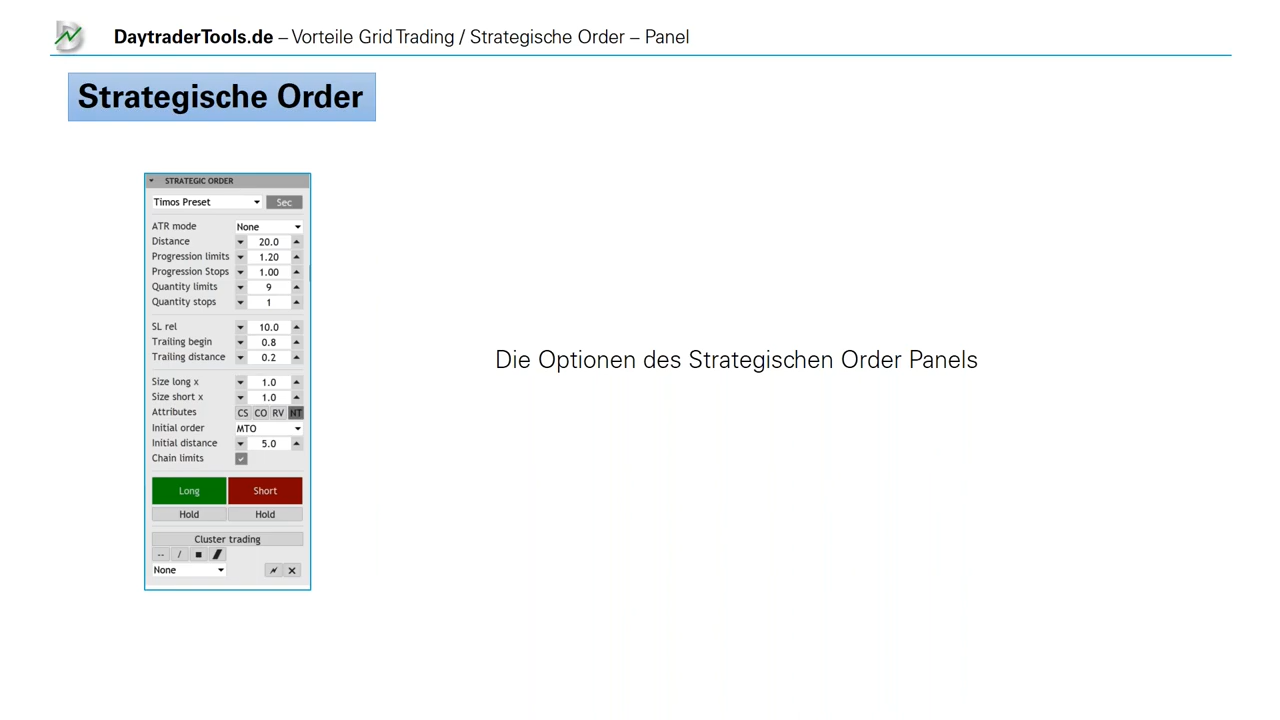 DaytraderTools.de – Vorteile Grid Trading / Strategische Order – Panel
Strategische Order
STRATEGIC ORDER
Timos Preset Sec
ATR mode None
Distance 20.0
Progression limits 1.20
Progression Stops 1.00
Quantity limits 9
Quantity stops 1
SL rel 10.0
Trailing begin 0.8
Trailing distance 0.2
Die Optionen des Strategischen Order Panels
Size long x 1.0
Size short x 1.0
Attributes CS CO RV NT
Initial order MTO
Initial distance 5.0
Chain limits
Long Short
Hold Hold
Cluster trading
-- /
None